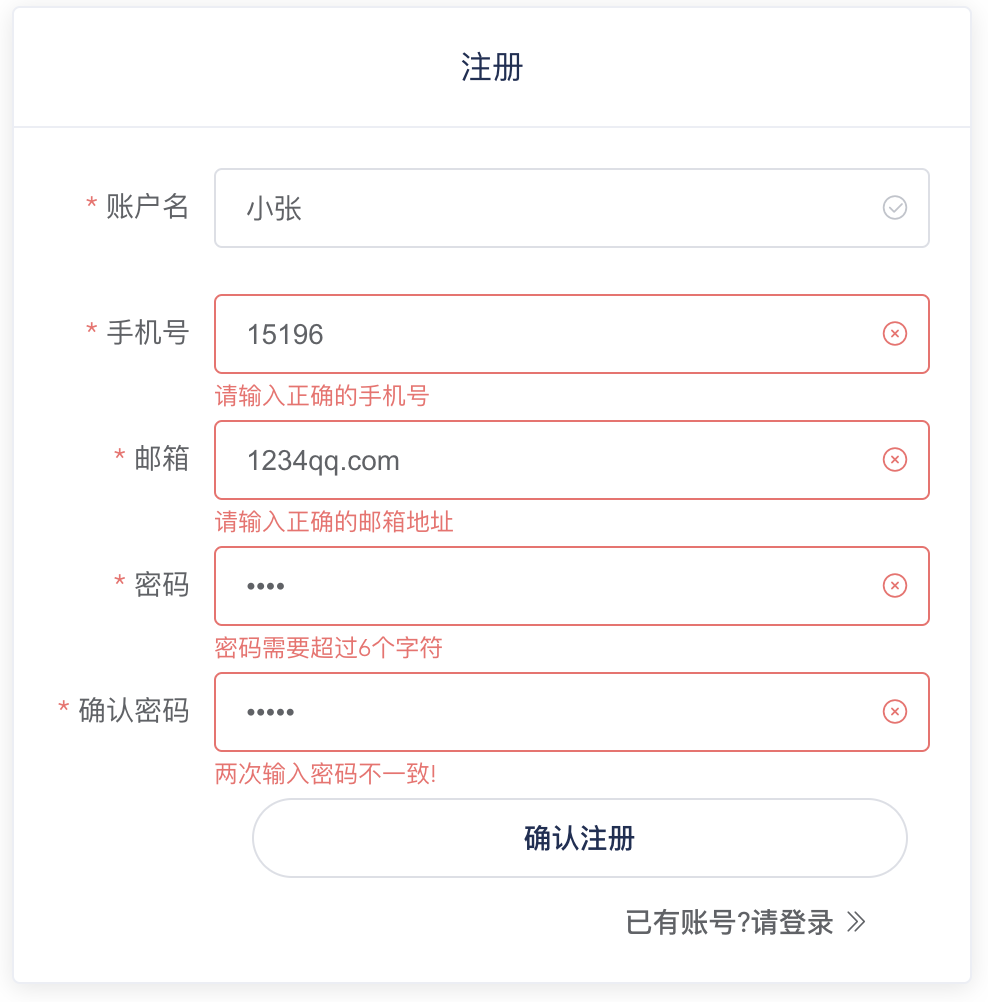 注册
* 账户名 小张
* 手机号 15196
请输入正确的手机号
* 邮箱 1234qq.com
请输入正确的邮箱地址
* 密码 ••••
密码需要超过6个字符
* 确认密码 •••••
两次输入密码不一致!
确认注册
已有账号?请登录 »